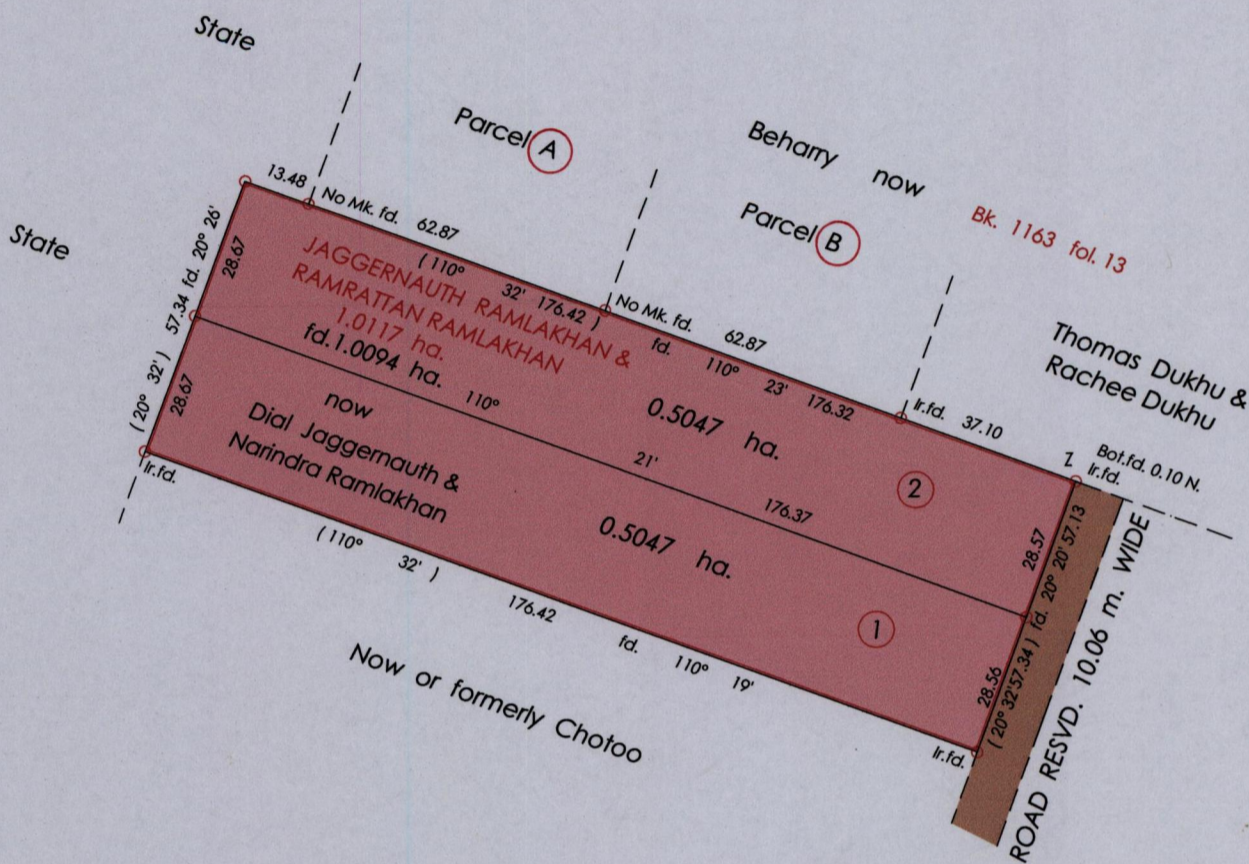 State
Parcel A
Beharry now
Parcel B
Bk. 1163 fol. 13
State
Thomas Dukhu &
Rachee Dukhu
13.48
No Mk. fd. 62.87
(110° 32' 176.42 )
No Mk. fd. 62.87
fd. 110° 23' 176.32
Ir.fd. 37.10
Bot.fd. 0.10 N.
Ir.fd.
57.34 fd. 20° 26'
( 20° 32' )
28.67
28.67
JAGGERNAUTH RAMLAKHAN &
RAMRATTAN RAMLAKHAN
1.0117 ha.
fd.1.0094 ha.
now
Dial Jaggernauth &
Narindra Ramlakhan
110° 21' 176.37
0.5047 ha.
2
0.5047 ha.
1
28.57
28.56
( 20° 32' 57.34 ) fd. 20° 20' 57.13
ROAD RESVD. 10.06 m. WIDE
Ir.fd.
(110° 32' )
176.42 fd. 110° 19'
Ir.fd.
Now or formerly Chotoo